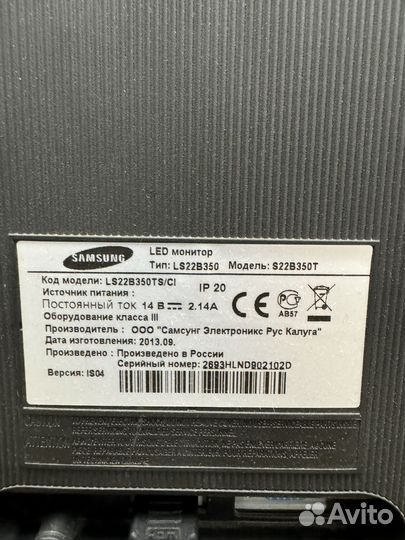 SAMSUNG
LED монитор
Тип: LS22B350 Модель: S22B350T
Код модели: LS22B350TS/CI IP 20
Источник питания :
Постоянный ток 14 В 2.14A
Оборудование класса III
CE
АВ57
Производитель : ООО "Самсунг Электроникс Рус Калуга"
Дата изготовления: 2013.09.
Произведено : Произведено в России
Серийный номер: 2693HLND902102D
Версия: IS04
Avito